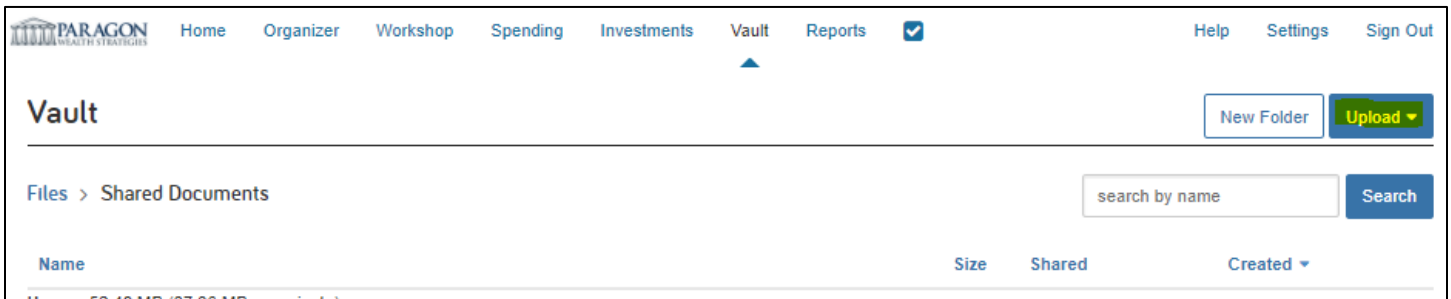 PARAGON Home Organizer Workshop Spending Investments Vault Reports Help Settings Sign Out
WEALTH STRATEGIES
Vault New Folder Upload
Files > Shared Documents search by name Search
Name Size Shared Created